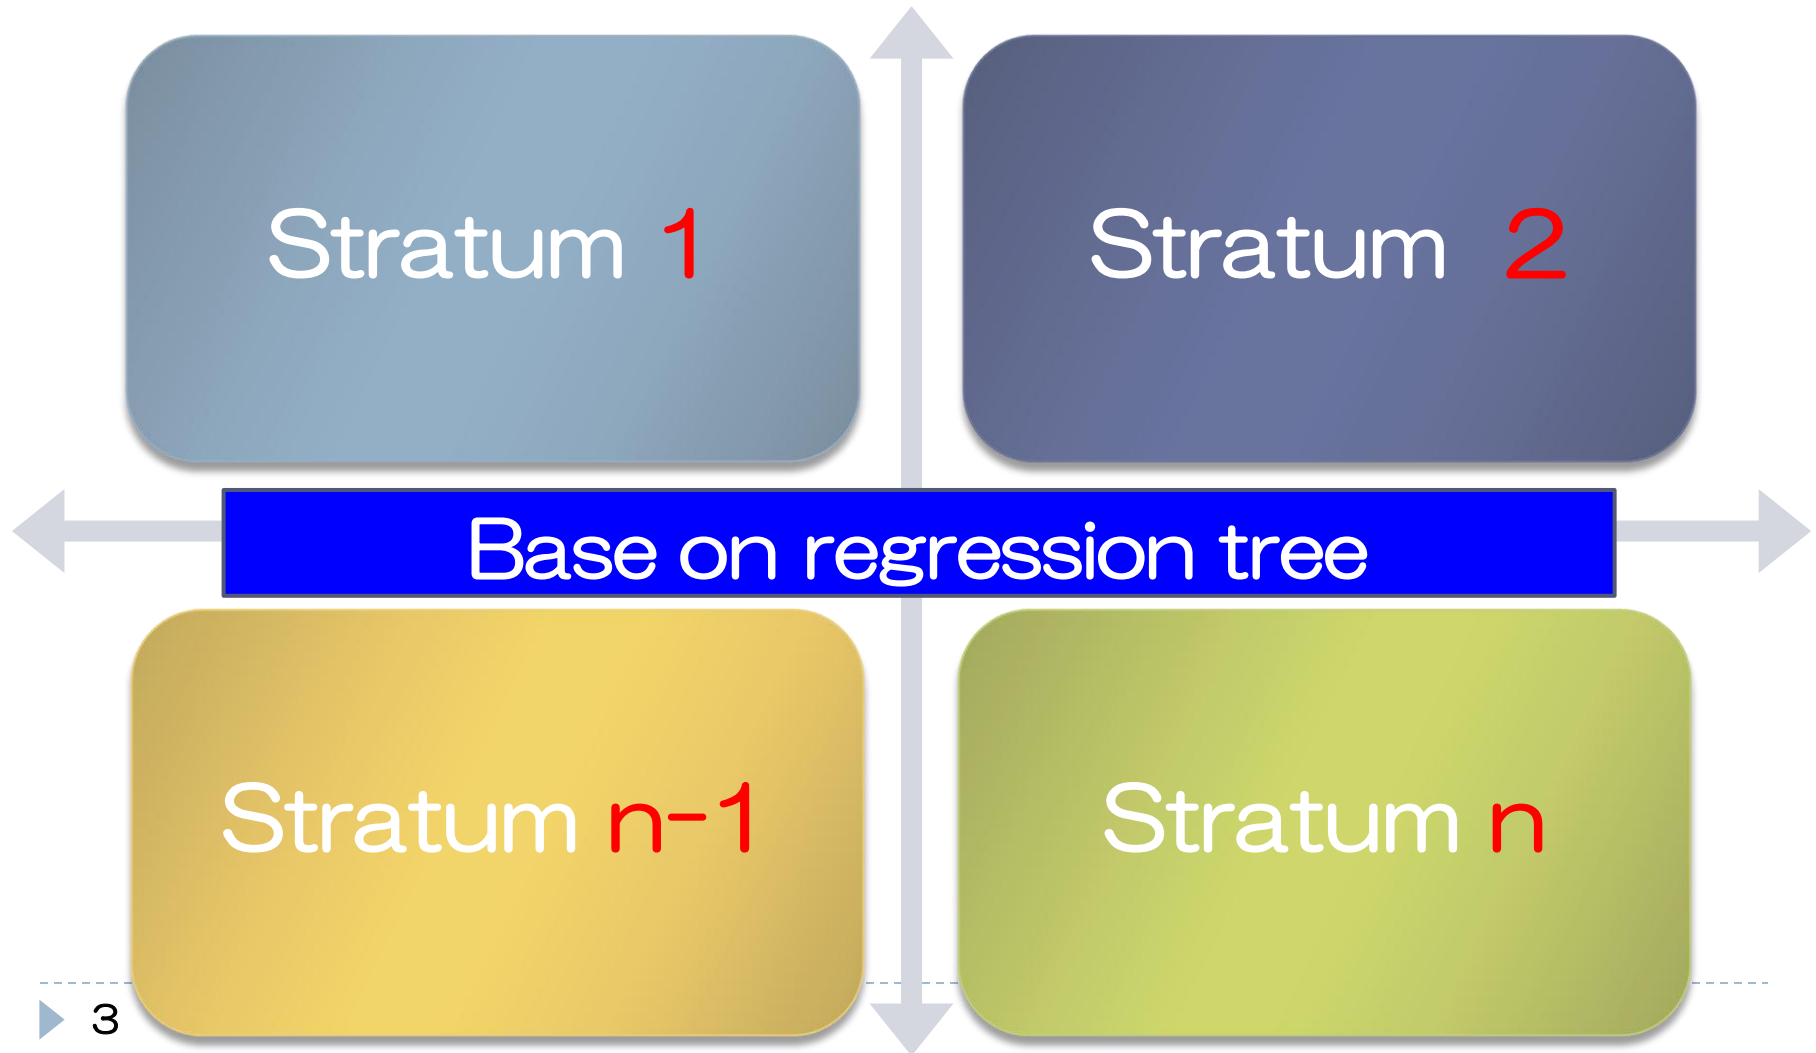 Stratum 1
Stratum 2
Base on regression tree
Stratum n-1
Stratum n
3